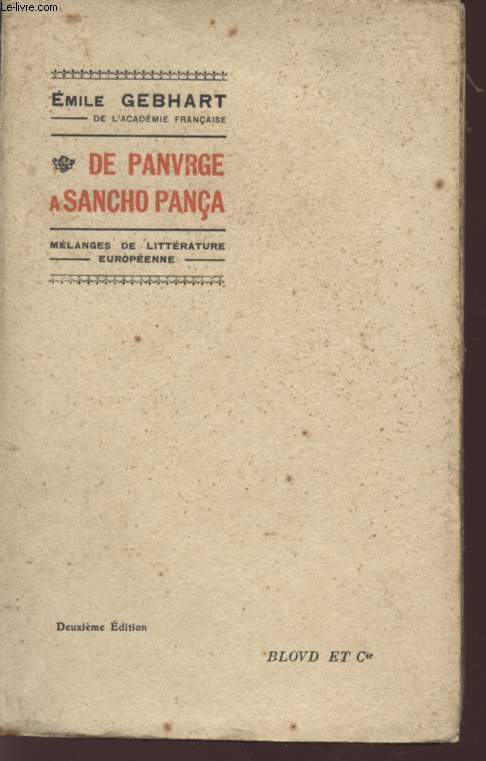 Le-livre.com
ÉMILE GEBHART
DE L'ACADÉMIE FRANÇAISE
DE PANVRGE
A SANCHO PANÇA
MÉLANGES DE LITTÉRATURE
EUROPÉENNE
Deuxième Édition
BLOVD ET Cie